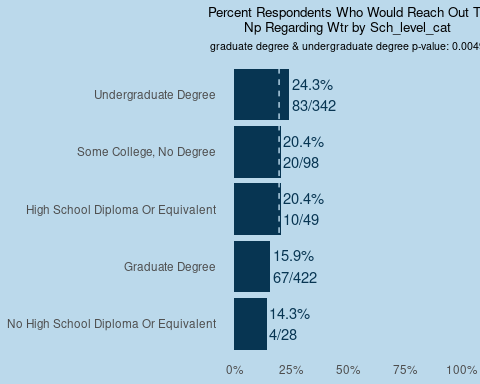 Percent Respondents Who Would Reach Out T
Np Regarding Wtr by Sch_level_cat
graduate degree & undergraduate degree p-value: 0.004
Undergraduate Degree
24.3%
83/342
Some College, No Degree
20.4%
20/98
High School Diploma Or Equivalent
20.4%
10/49
Graduate Degree
15.9%
67/422
No High School Diploma Or Equivalent
14.3%
4/28
0% 25% 50% 75% 100%